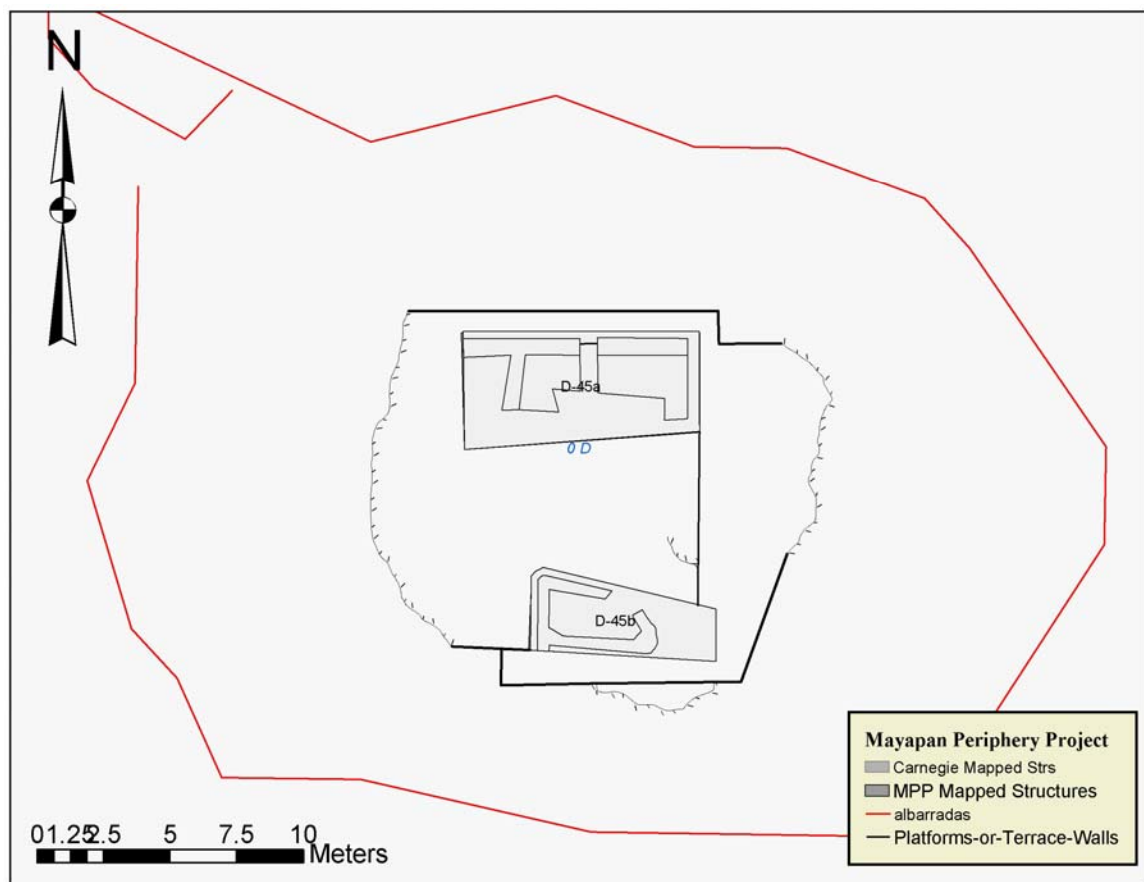 N
D-45a
0 D
D-45b
Mayapan Periphery Project
Carnegie Mapped Strs
MPP Mapped Structures
albarradas
Platforms-or-Terrace-Walls
01.252.5 5 7.5 10
Meters